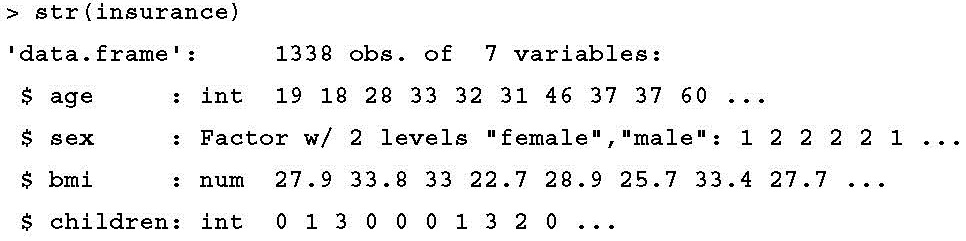 > str(insurance)
'data.frame':     1338 obs. of  7 variables:
 $ age     : int  19 18 28 33 32 31 46 37 37 60 ...
 $ sex     : Factor w/ 2 levels "female","male": 1 2 2 2 2 1 ...
 $ bmi     : num  27.9 33.8 33 22.7 28.9 25.7 33.4 27.7 ...
 $ children: int  0 1 3 0 0 0 1 3 2 0 ...